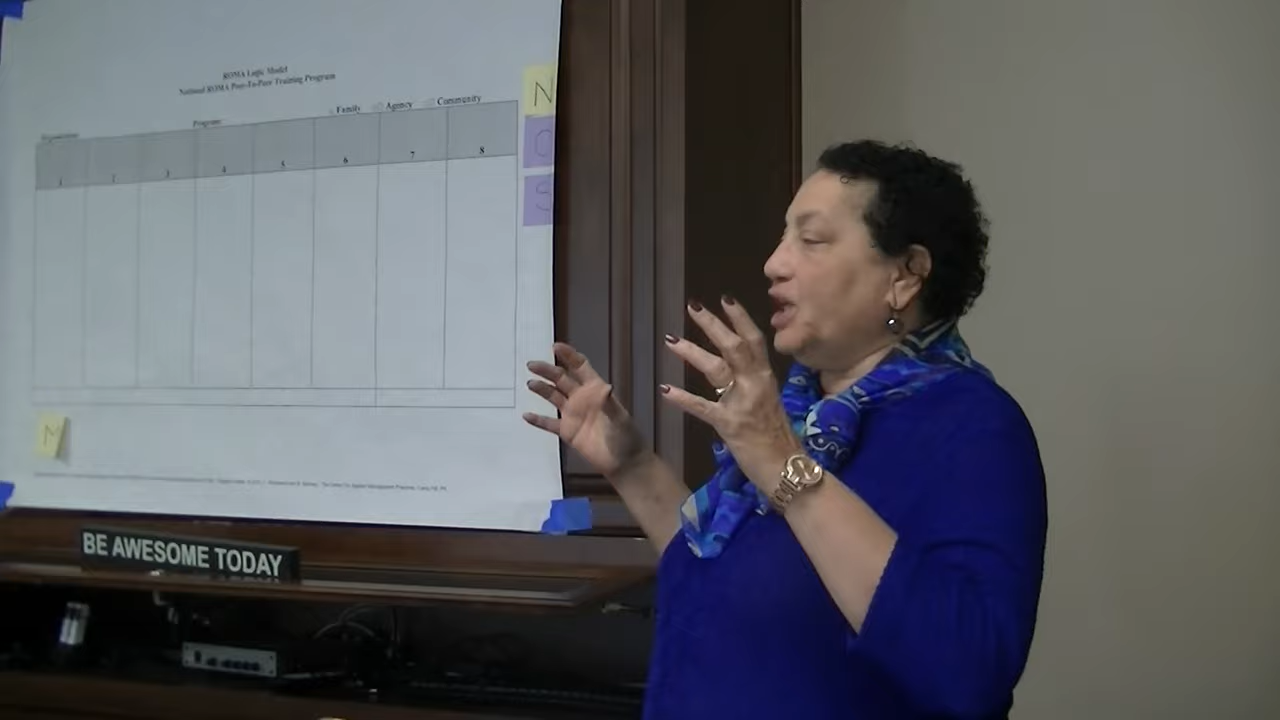 ROMA Logic Model
National ROMA Peer-To-Peer Training Program
Family Agency Community
Program:
1 2 3 4 5 6 7 8
N
O
S
M
BE AWESOME TODAY